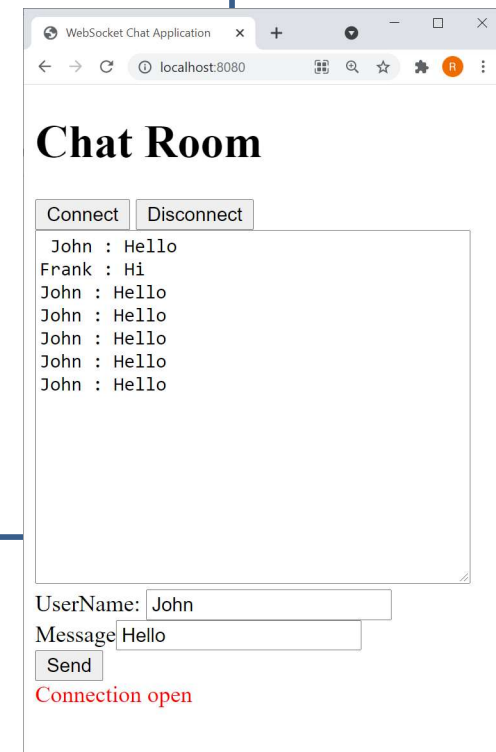 WebSocket Chat Application
localhost:8080
R
Chat Room
Connect Disconnect
John : Hello
Frank : Hi
John : Hello
John : Hello
John : Hello
John : Hello
John : Hello
UserName: John
Message Hello
Send
Connection open